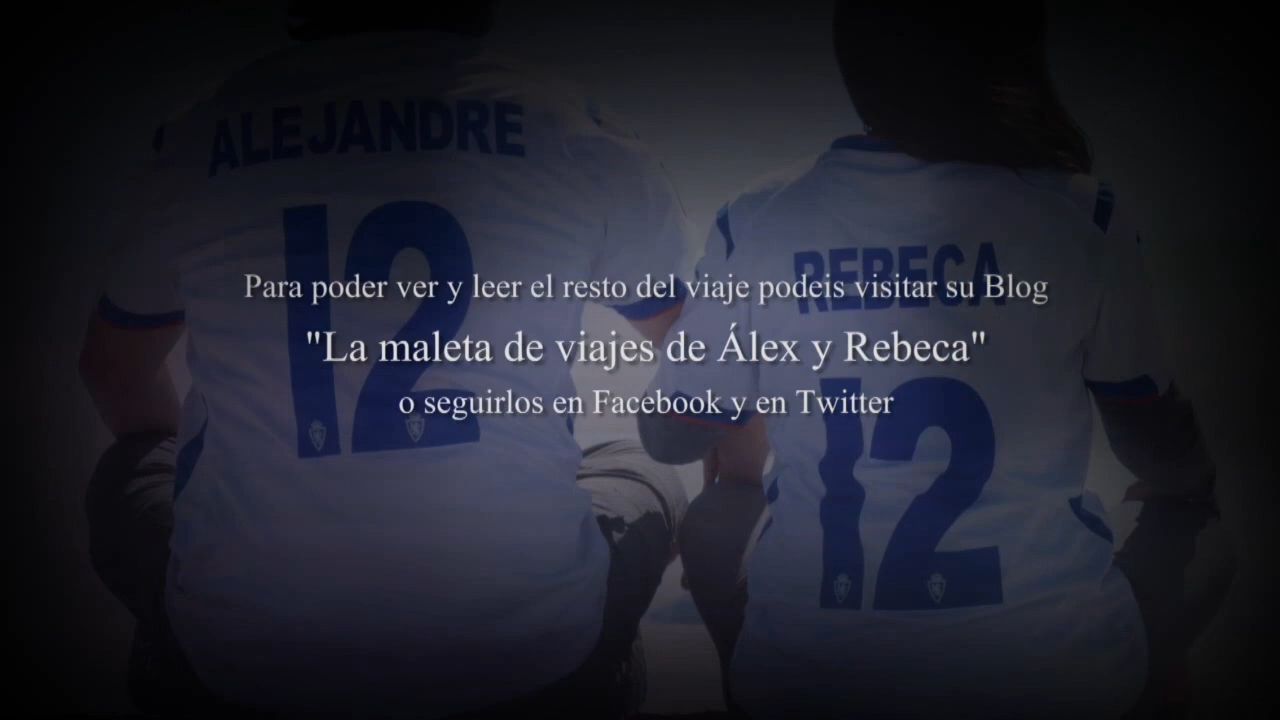 ALEJANDRE
12
REBECA
12
Para poder ver y leer el resto del viaje podeis visitar su Blog
"La maleta de viajes de Álex y Rebeca"
o seguirlos en Facebook y en Twitter